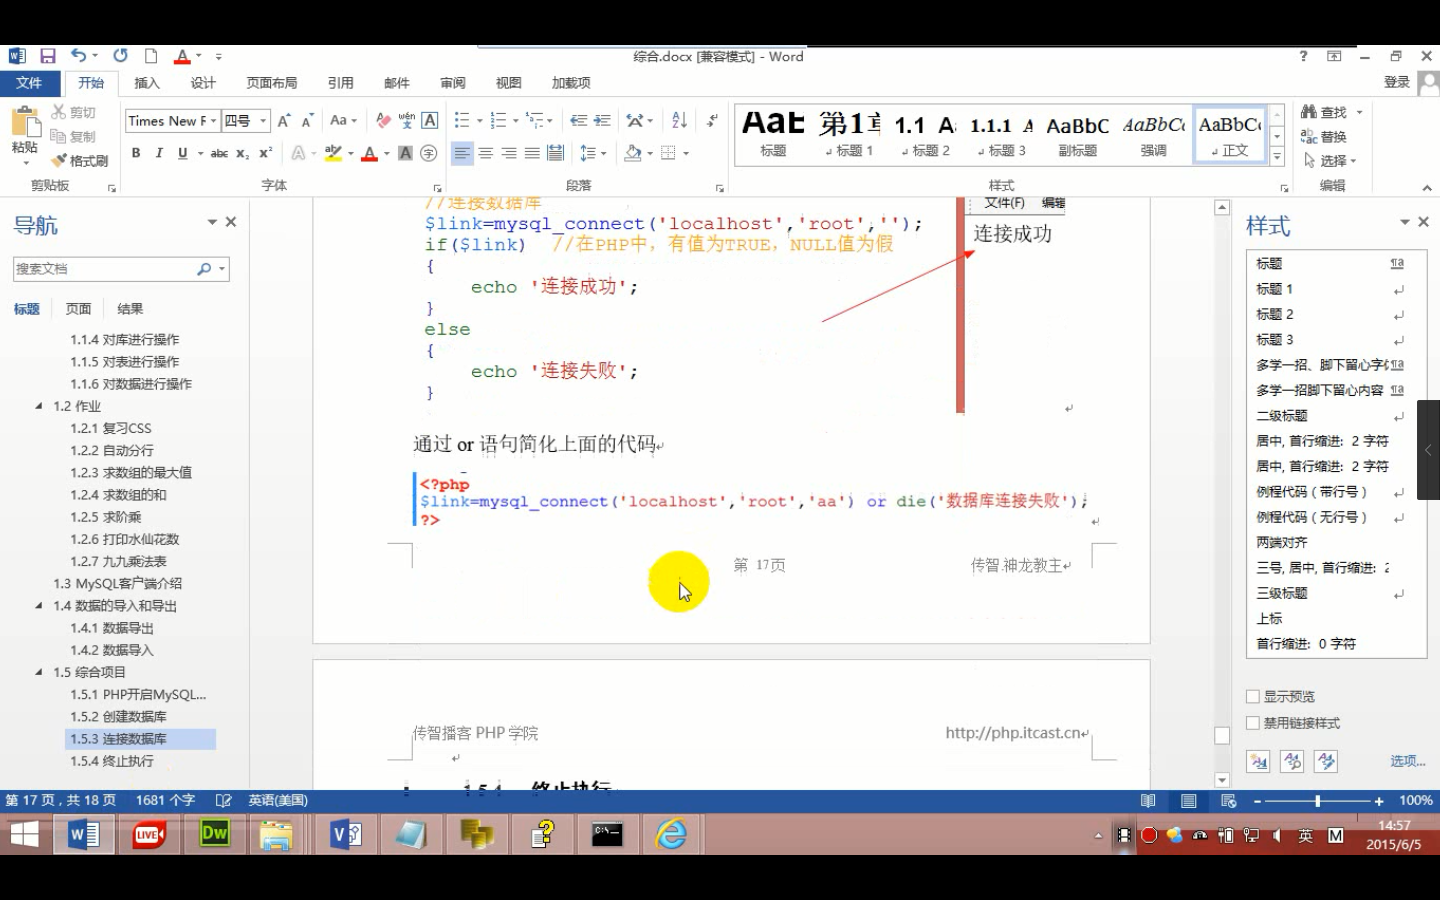 综合.docx [兼容模式] - Word
文件 开始 插入 设计 页面布局 引用 邮件 审阅 视图 加载项 登录
粘贴 剪切 复制 格式刷
Times New F 四号
AaB 第1章 1.1 A 1.1.1 A AaBbC AaBbC AaBbC
标题 标题 1 标题 2 标题 3 副标题 强调 正文
查找
替换
选择
剪贴板 字体 段落 样式 编辑
导航
搜索文档
标题 页面 结果
1.1.4 对库进行操作
1.1.5 对表进行操作
1.1.6 对数据进行操作
1.2 作业
1.2.1 复习CSS
1.2.2 自动分行
1.2.3 求数组的最大值
1.2.4 求数组的和
1.2.5 求阶乘
1.2.6 打印水仙花数
1.2.7 九九乘法表
1.3 MySQL客户端介绍
1.4 数据的导入和导出
1.4.1 数据导出
1.4.2 数据导入
1.5 综合项目
1.5.1 PHP开启MySQL...
1.5.2 创建数据库
1.5.3 连接数据库
1.5.4 终止执行
//连接数据库
$link=mysql_connect('localhost','root','');
if($link) //在PHP中，有值为TRUE，NULL值为假
{
echo '连接成功';
}
else
{
echo '连接失败';
}
文件(F) 编辑
连接成功
通过 or 语句简化上面的代码
<?php
$link=mysql_connect('localhost','root','aa') or die('数据库连接失败');
?>
第 17页 传智.神龙教主
传智播客 PHP 学院 http://php.itcast.cn
1.5.4 终止执行
样式
标题
标题 1
标题 2
标题 3
多学一招、脚下留心字
多学一招脚下留心内容
二级标题
居中, 首行缩进: 2 字符
居中, 首行缩进: 2 字符
例程代码（带行号）
例程代码（无行号）
两端对齐
三号, 居中, 首行缩进: 2
三级标题
上标
首行缩进: 0 字符
显示预览
禁用链接样式
选项...
第 17 页，共 18 页 1681 个字 英语(美国) 100%
LIVE Dw 英 M
14:57
2015/6/5